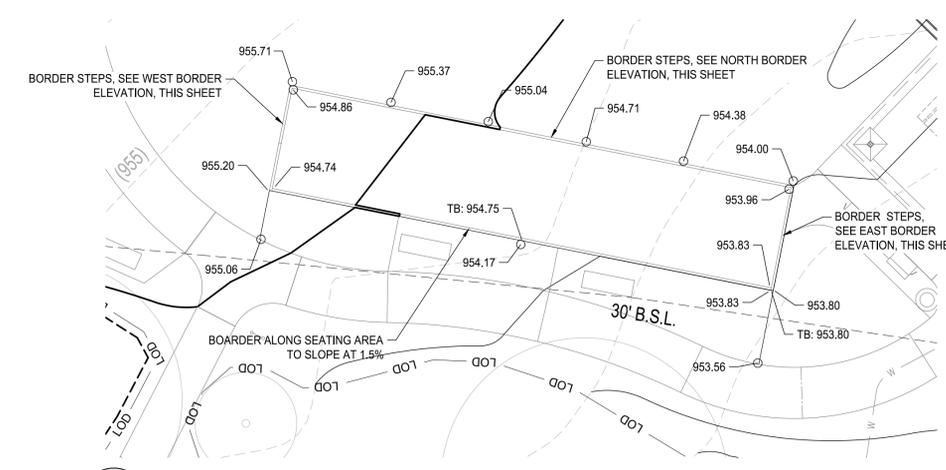 955.71
BORDER STEPS, SEE WEST BORDER
ELEVATION, THIS SHEET
955.37
954.86
BORDER STEPS, SEE NORTH BORDER
ELEVATION, THIS SHEET
955.04
954.71
954.38
954.00
(955)
955.20
954.74
953.96
TB: 954.75
BORDER STEPS,
SEE EAST BORDER
ELEVATION, THIS SHE
953.83
954.17
955.06
953.83
953.80
30' B.S.L.
TB: 953.80
BOARDER ALONG SEATING AREA
TO SLOPE AT 1.5%
953.56
LOD
LOD
LOD
LOD
LOD
LOD
LOD
LOD
LOD
LOD
W
W